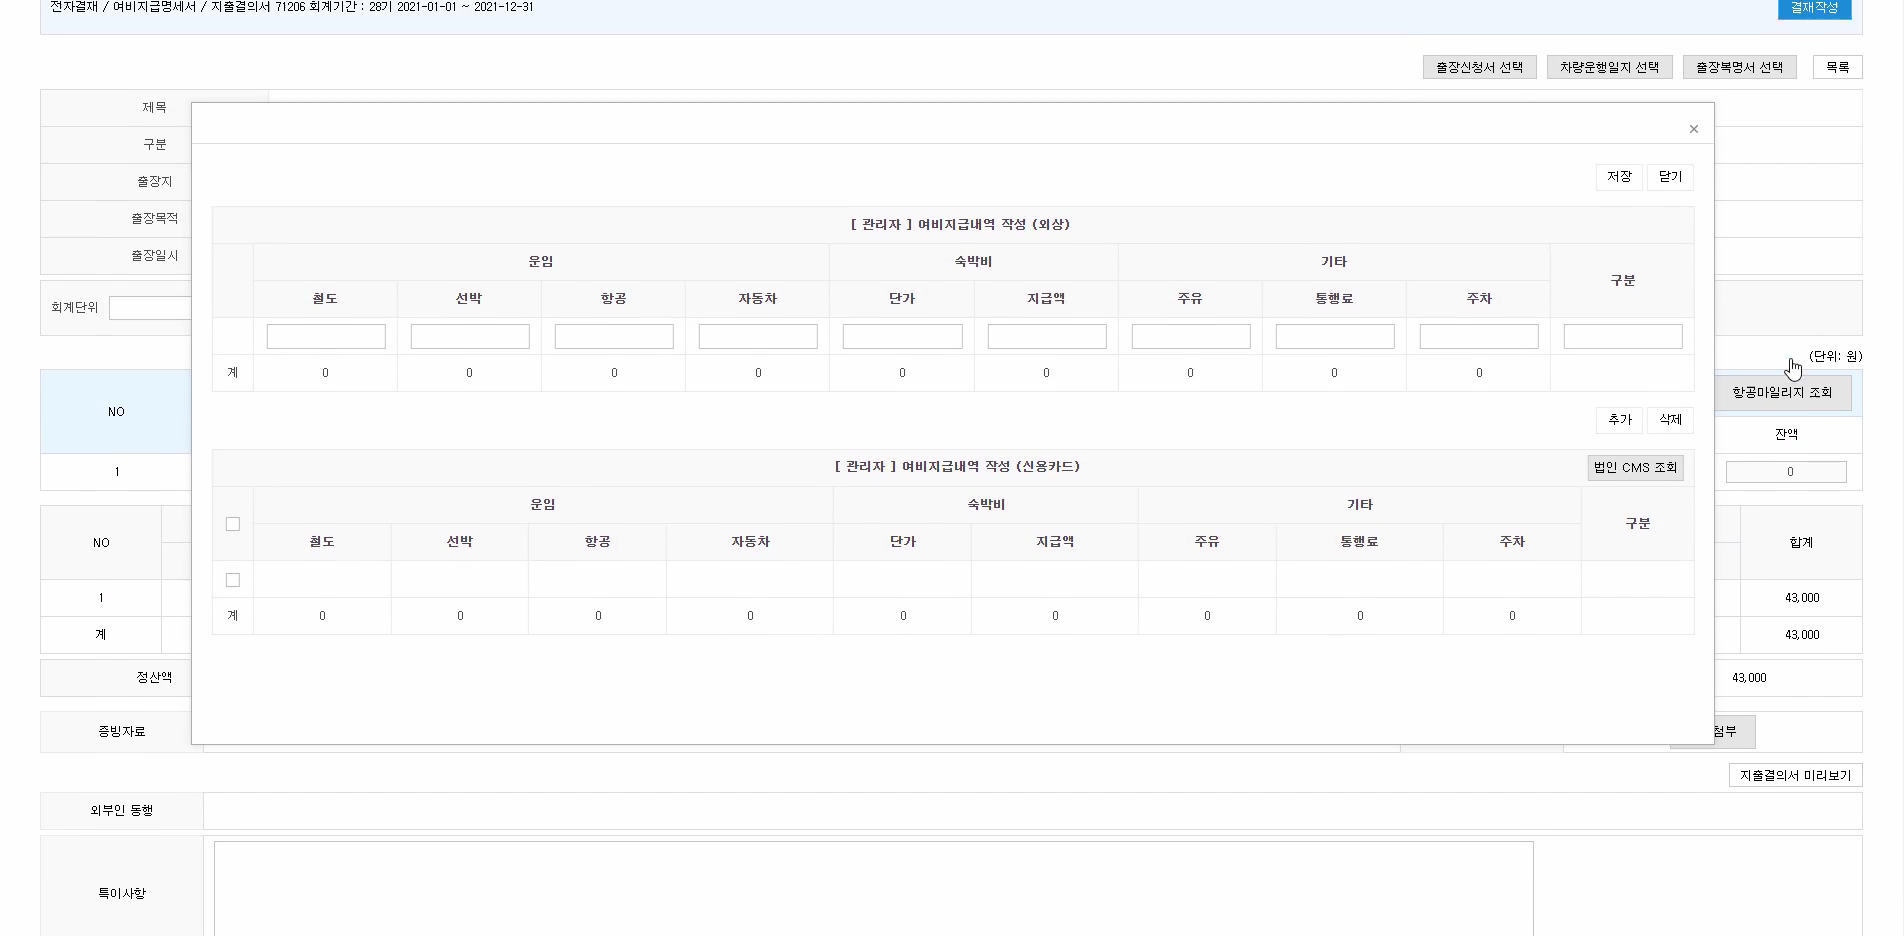 전자결재 / 여비지급명세서 / 지출결의서 71206 회계기간 : 28기 2021-01-01 ~ 2021-12-31
결재작성
출장신청서 선택 차량운행일지 선택 출장복명서 선택 목록
제목
구분
출장지
출장목적
출장일시
회계단위
(단위: 원)
NO
항공마일리지 조회
잔액
1
0
NO
합계
1
43,000
계
43,000
정산액
43,000
증빙자료
첨부
지출결의서 미리보기
외부인 동행
특이사항
×
저장 닫기
[ 관리자 ] 여비지급내역 작성 (외상)
운임 숙박비 기타 구분
철도 선박 항공 자동차 단가 지급액 주유 통행료 주차
계 0 0 0 0 0 0 0 0 0
추가 삭제
[ 관리자 ] 여비지급내역 작성 (신용카드) 법인 CMS 조회
운임 숙박비 기타 구분
철도 선박 항공 자동차 단가 지급액 주유 통행료 주차
계 0 0 0 0 0 0 0 0 0